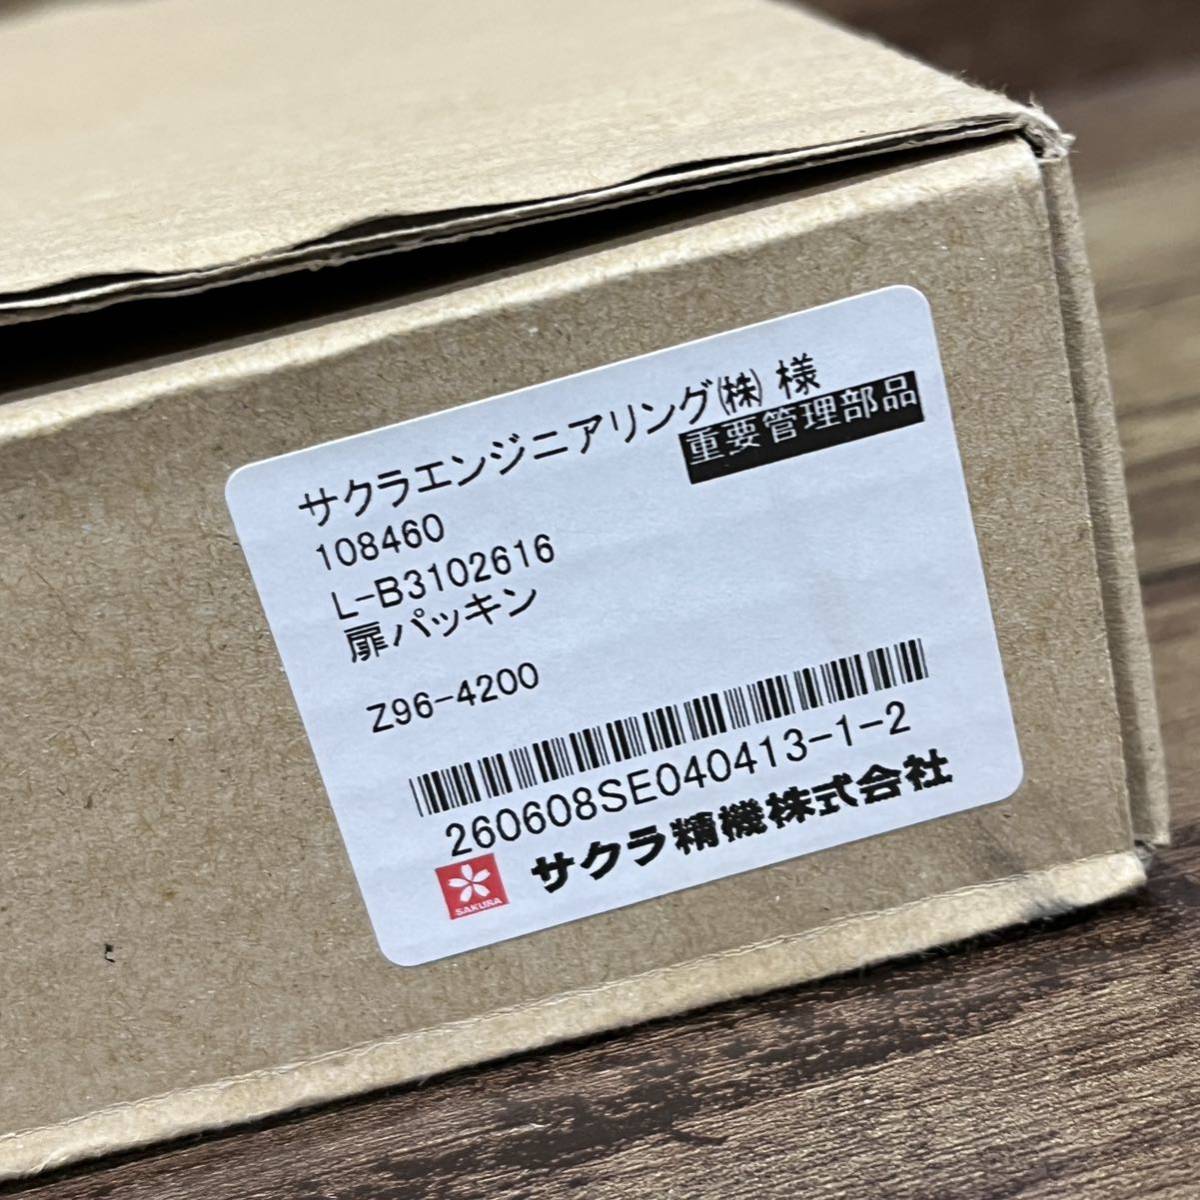 サクラエンジニアリング㈱ 様
重要管理部品
108460
L-B3102616
扉パッキン
Z96-4200
260608SE040413-1-2
SAKURA
サクラ精機株式会社